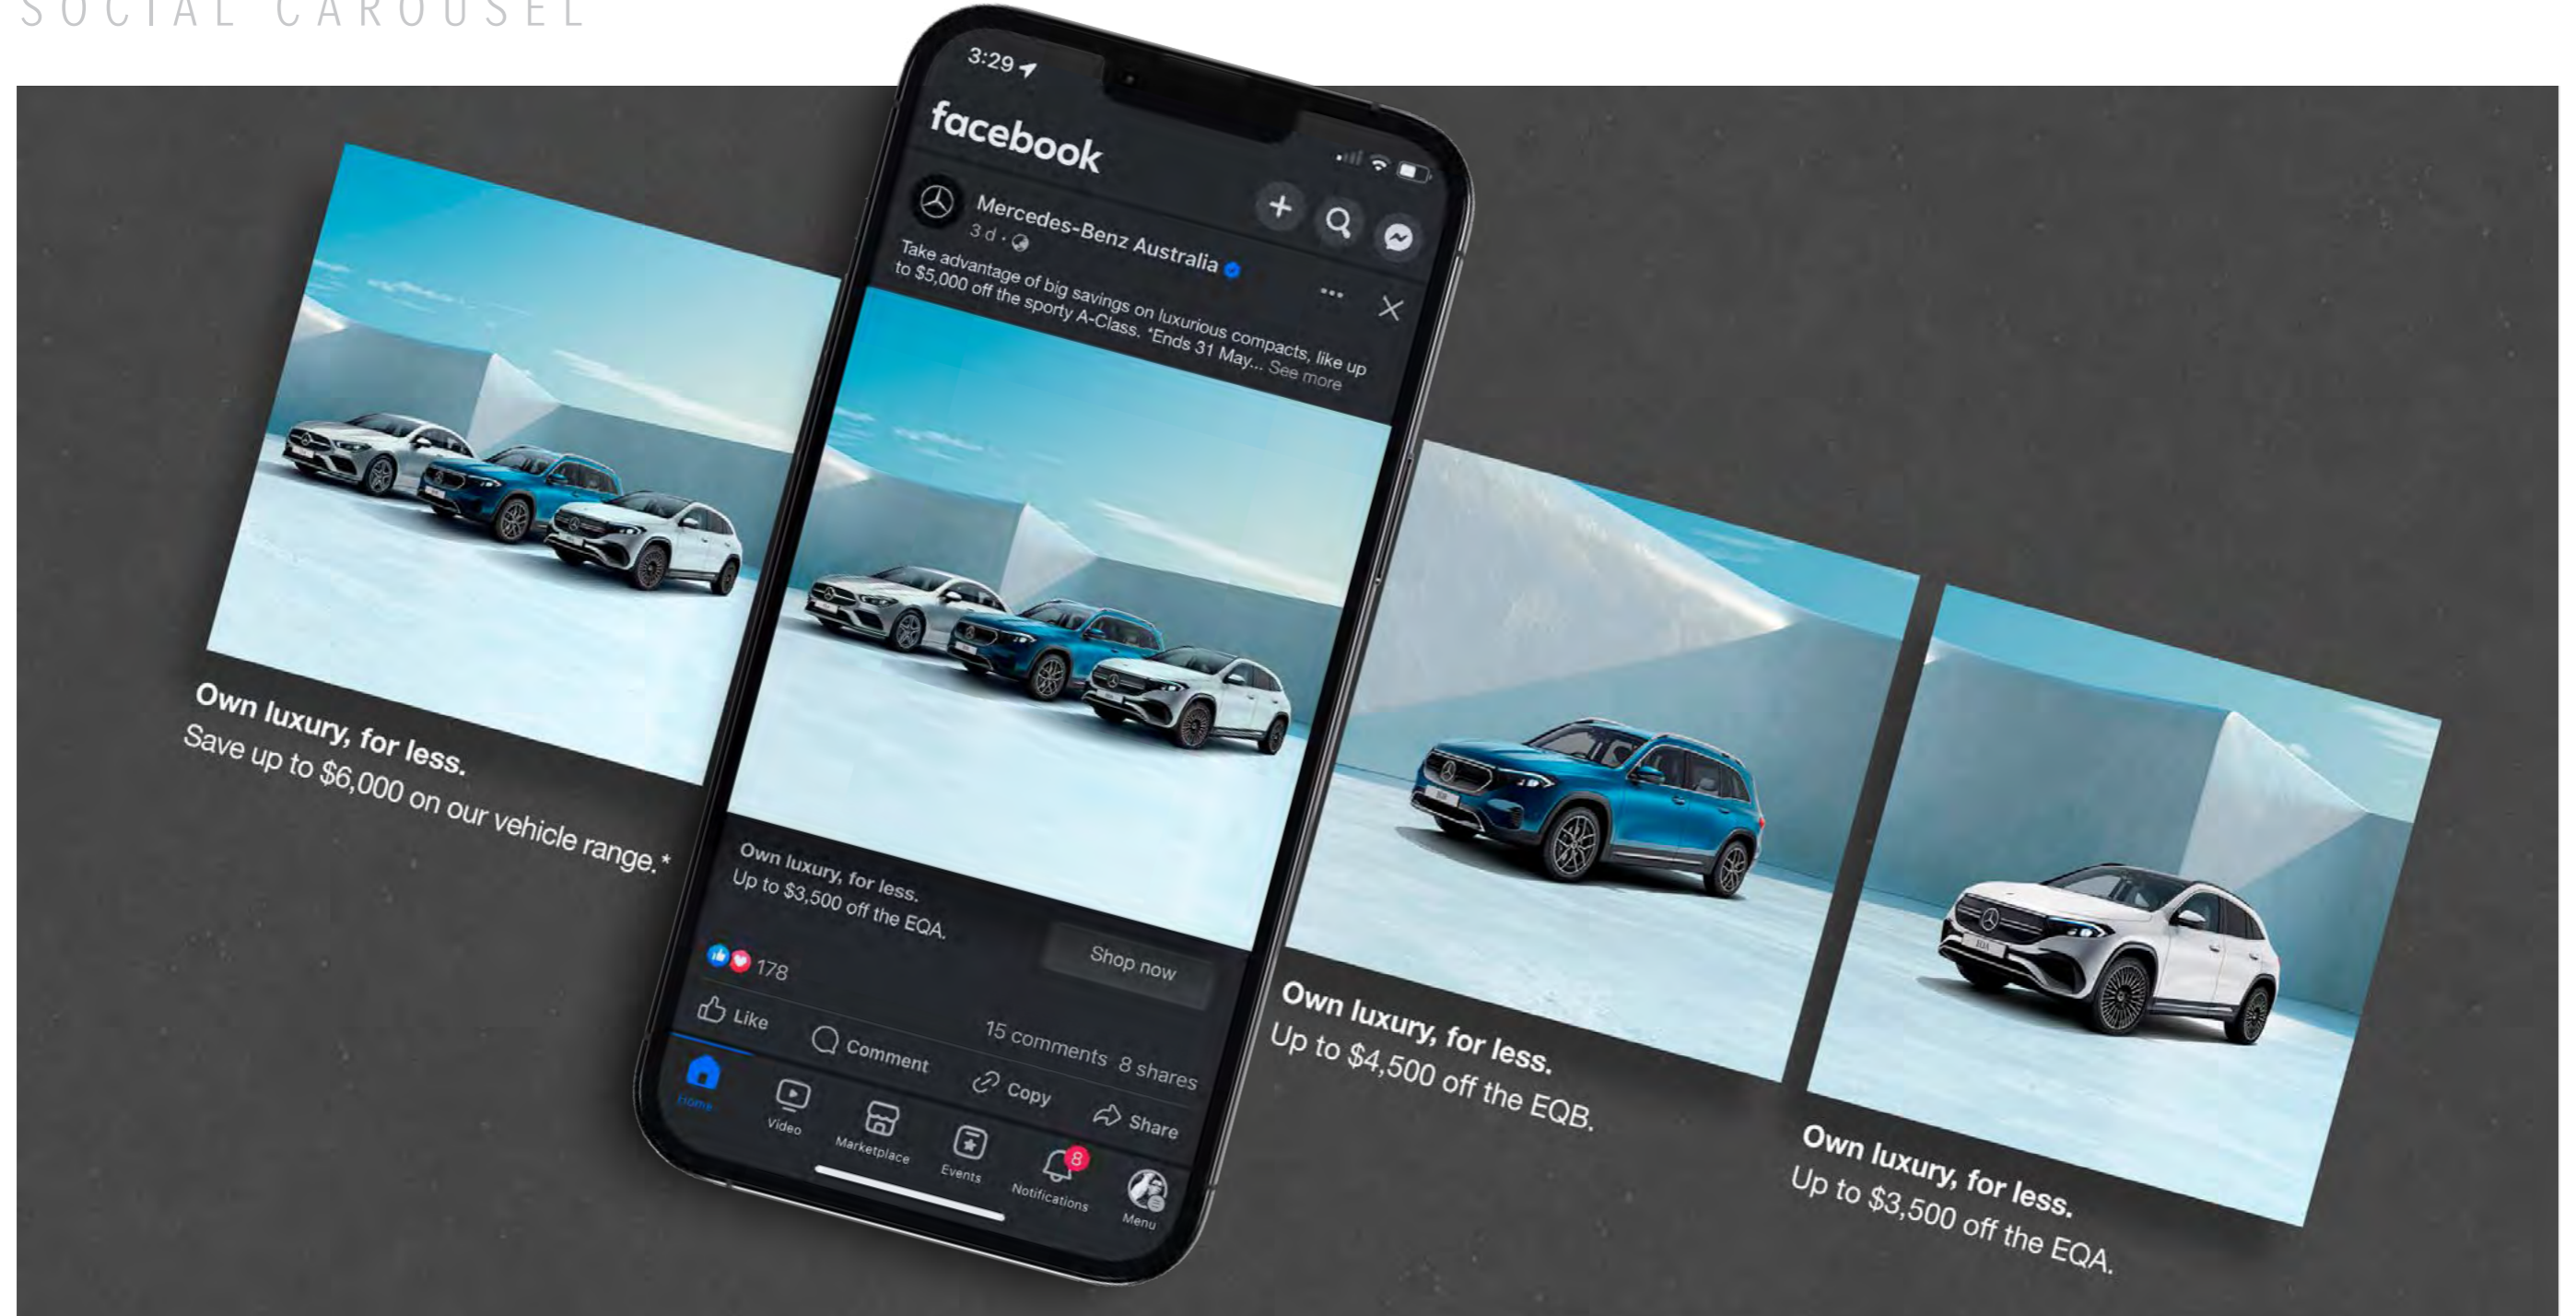 SOCIAL CAROUSEL
3:29
facebook
Mercedes-Benz Australia
3 d ·
Take advantage of big savings on luxurious compacts, like up
to $5,000 off the sporty A-Class. *Ends 31 May... See more
Own luxury, for less.
Save up to $6,000 on our vehicle range.*
Own luxury, for less.
Up to $3,500 off the EQA.
Shop now
178
15 comments 8 shares
Like
Comment
Copy
Share
Home
Video
Marketplace
Events
8
Notifications
Menu
Own luxury, for less.
Up to $4,500 off the EQB.
Own luxury, for less.
Up to $3,500 off the EQA.
EQA